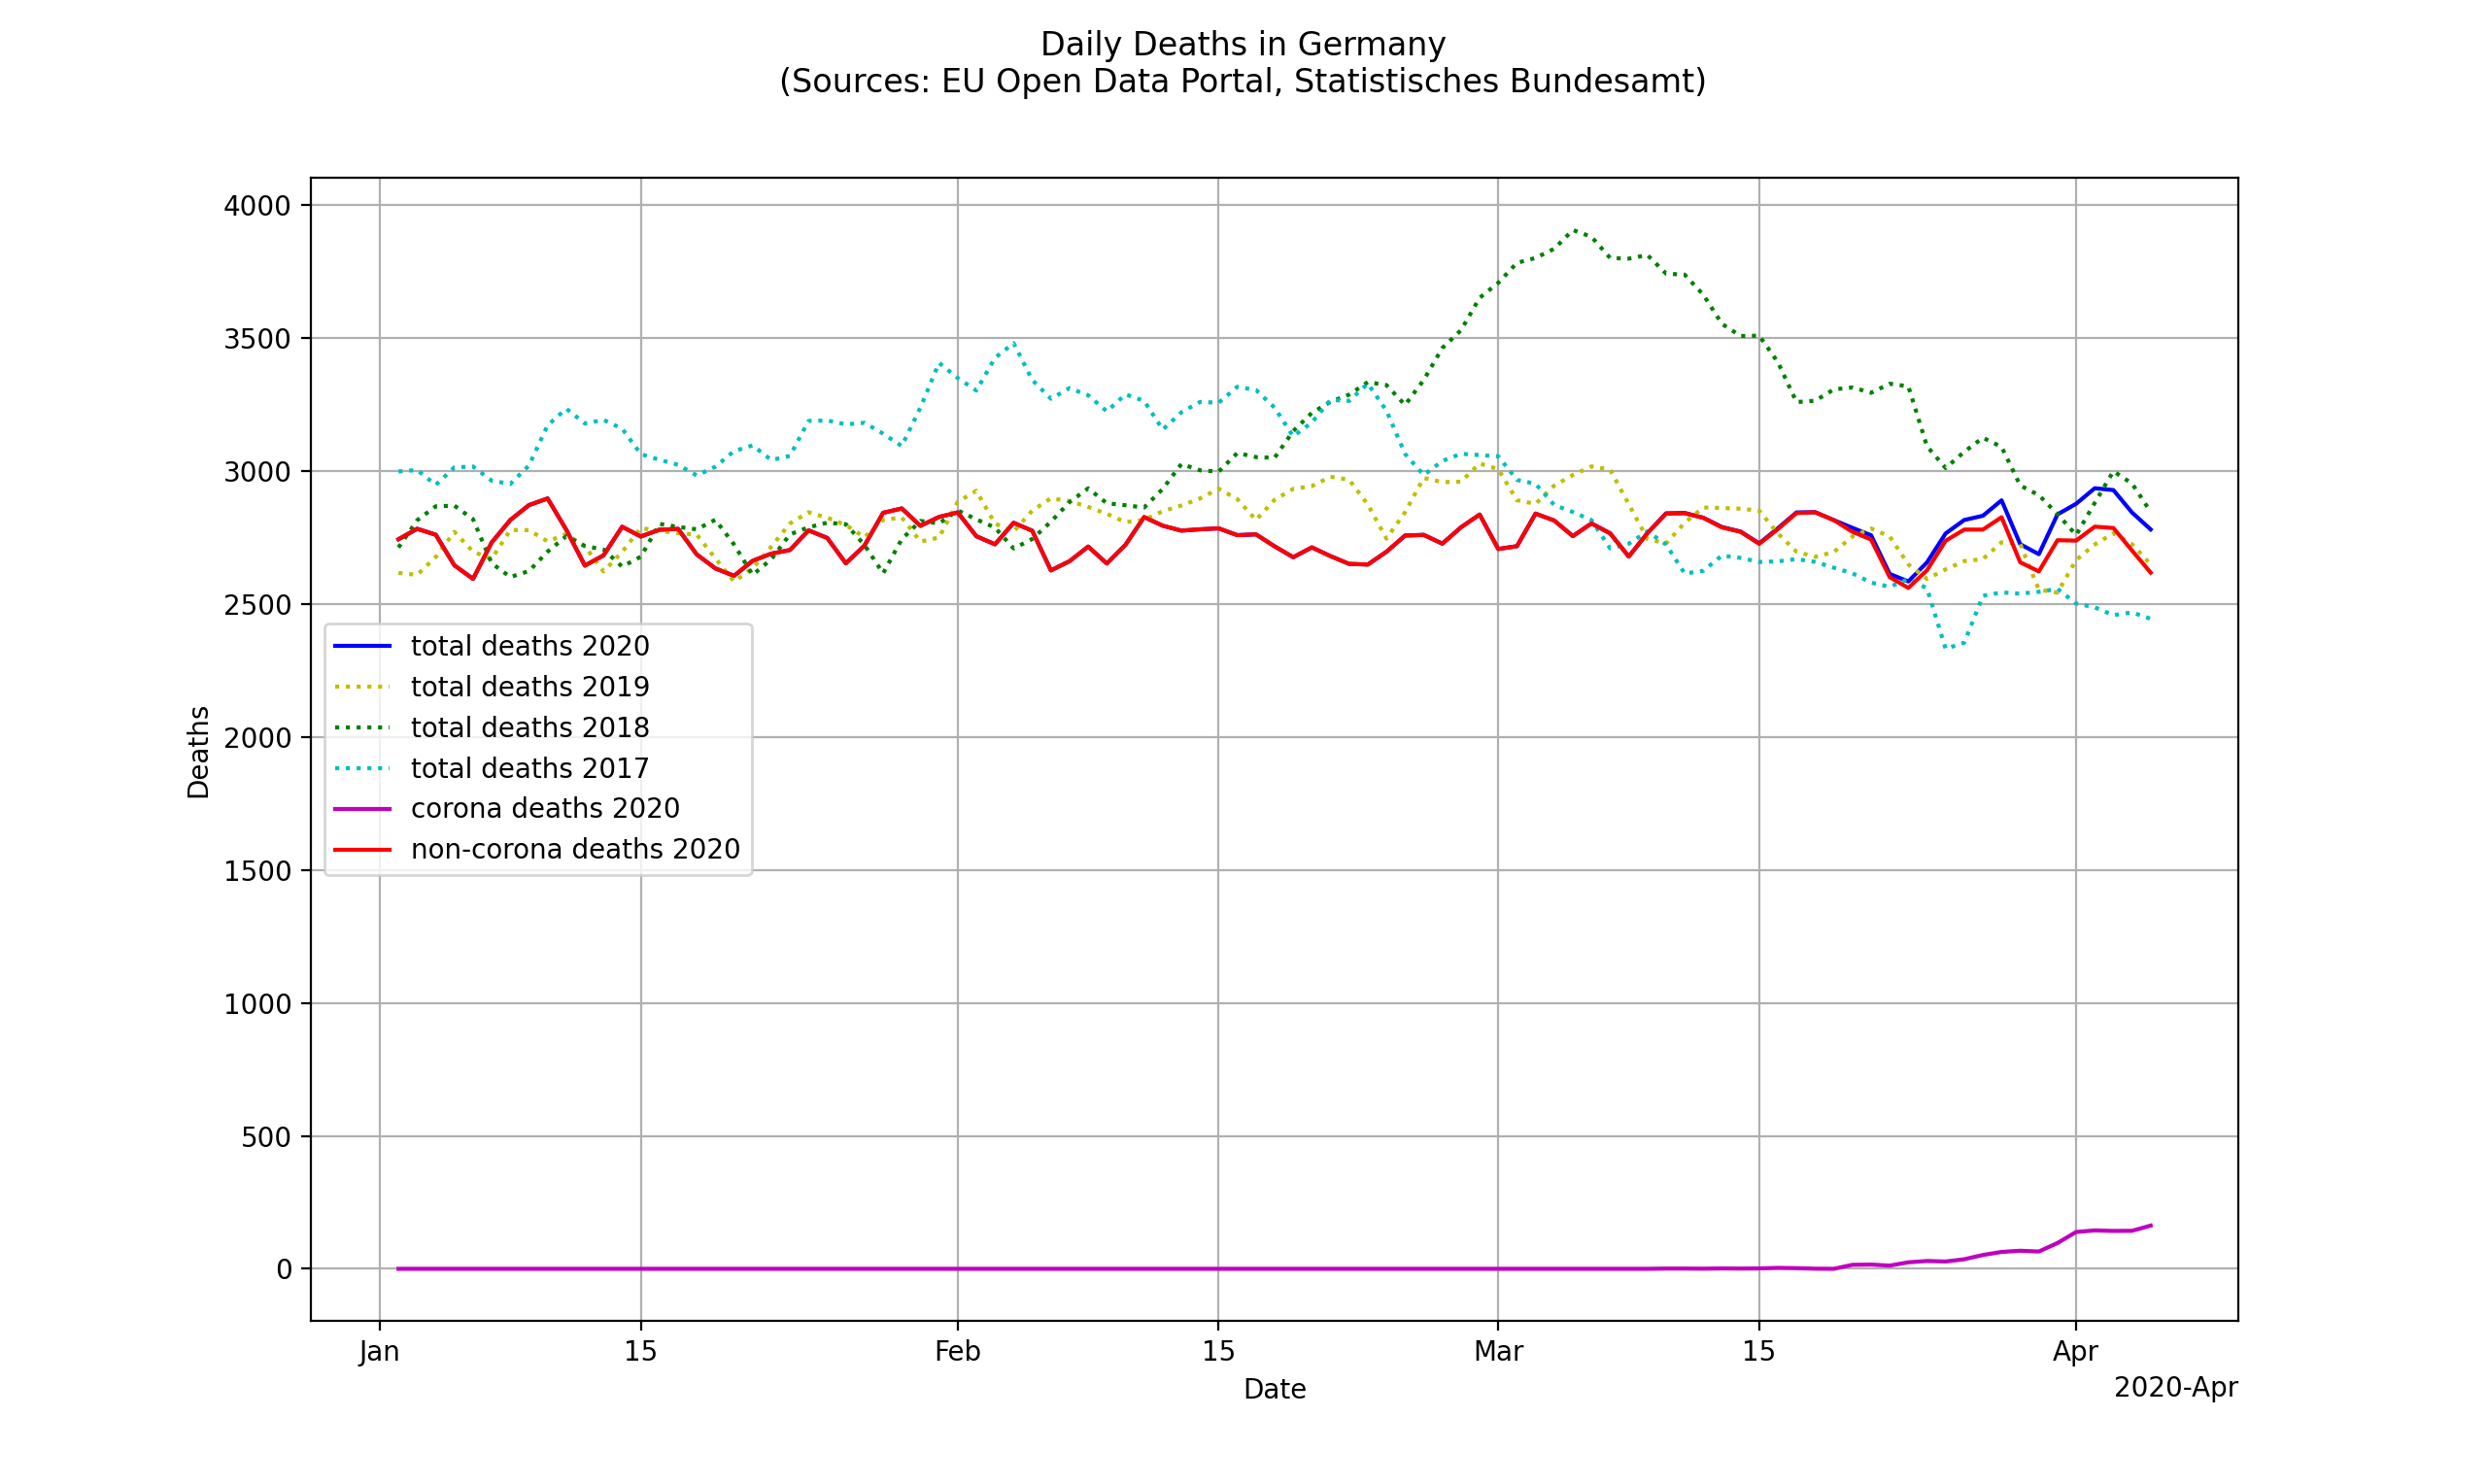 Daily Deaths in Germany
(Sources: EU Open Data Portal, Statistisches Bundesamt)
4000
3500
3000
2500
2000
1500
1000
500
0
Deaths
total deaths 2020
total deaths 2019
total deaths 2018
total deaths 2017
corona deaths 2020
non-corona deaths 2020
Jan 15 Feb 15 Mar 15 Apr
Date
2020-Apr